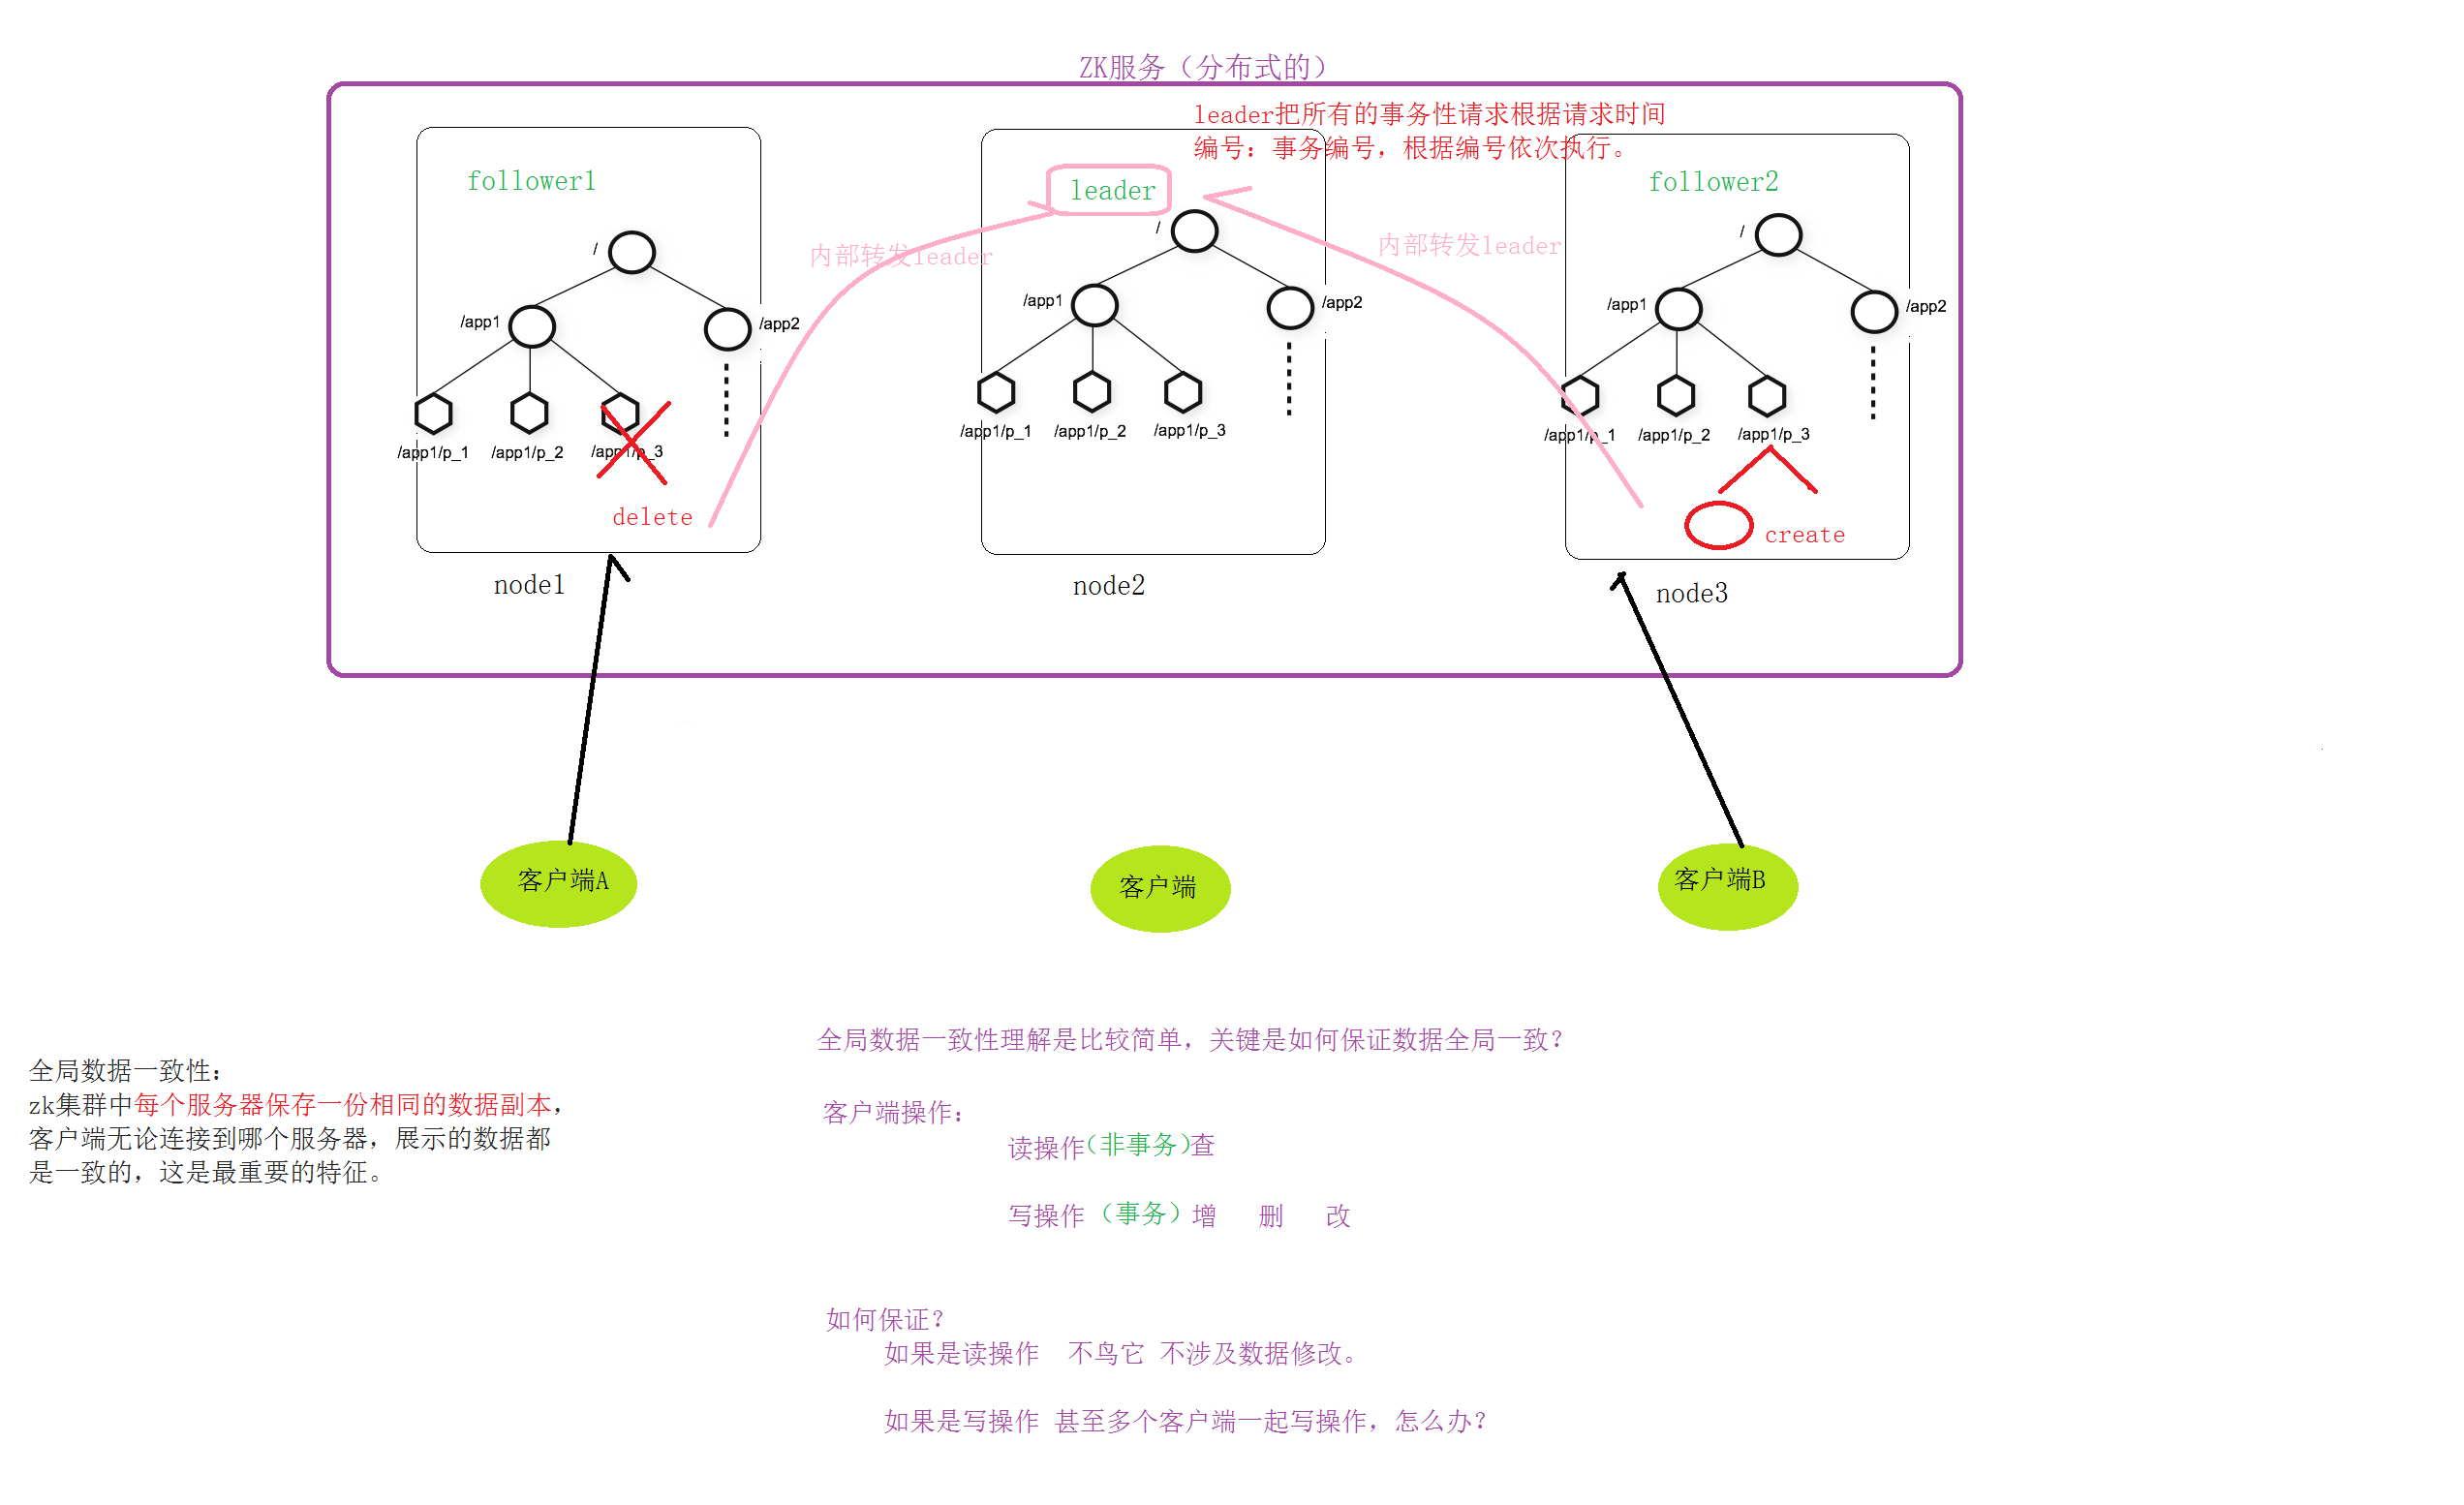 ZK服务（分布式的）
leader把所有的事务性请求根据请求时间
编号：事务编号，根据编号依次执行。
follower1
/
/app1
/app2
/app1/p_1
/app1/p_2
/app1/p_3
delete
node1
内部转发leader
leader
/
/app1
/app2
/app1/p_1
/app1/p_2
/app1/p_3
node2
内部转发leader
follower2
/
/app1
/app2
/app1/p_1
/app1/p_2
/app1/p_3
create
node3
客户端A
客户端
客户端B
全局数据一致性：
zk集群中每个服务器保存一份相同的数据副本，
客户端无论连接到哪个服务器，展示的数据都
是一致的，这是最重要的特征。
全局数据一致性理解是比较简单，关键是如何保证数据全局一致？
客户端操作：
读操作（非事务）查
写操作（事务）增 删 改
如何保证？
如果是读操作 不鸟它 不涉及数据修改。
如果是写操作 甚至多个客户端一起写操作，怎么办？